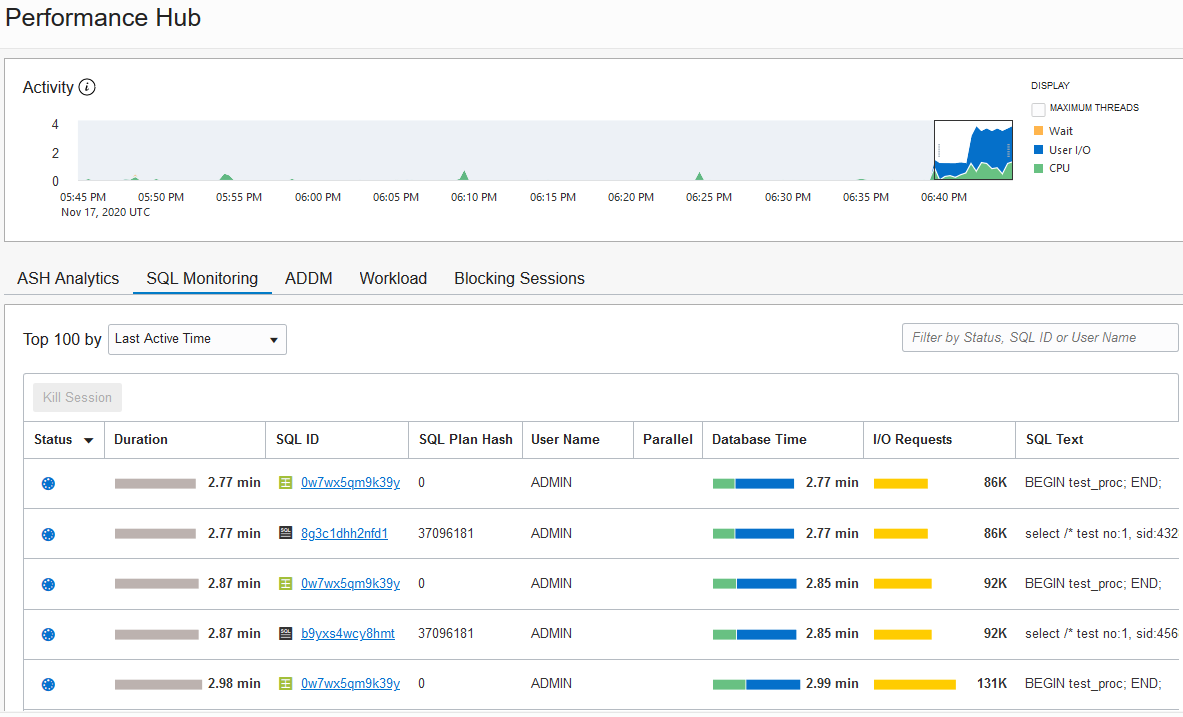 Performance Hub
Activity i
DISPLAY
MAXIMUM THREADS
Wait
User I/O
CPU
4
2
0
05:45 PM 05:50 PM 05:55 PM 06:00 PM 06:05 PM 06:10 PM 06:15 PM 06:20 PM 06:25 PM 06:30 PM 06:35 PM 06:40 PM
Nov 17, 2020 UTC
ASH Analytics SQL Monitoring ADDM Workload Blocking Sessions
Top 100 by Last Active Time Filter by Status, SQL ID or User Name
Kill Session
Status Duration SQL ID SQL Plan Hash User Name Parallel Database Time I/O Requests SQL Text
2.77 min 0w7wx5qm9k39y 0 ADMIN 2.77 min 86K BEGIN test_proc; END;
2.77 min SQL 8g3c1dhh2nfd1 37096181 ADMIN 2.77 min 86K select /* test no:1, sid:432
2.87 min 0w7wx5qm9k39y 0 ADMIN 2.85 min 92K BEGIN test_proc; END;
2.87 min SQL b9yxs4wcy8hmt 37096181 ADMIN 2.85 min 92K select /* test no:1, sid:456
2.98 min 0w7wx5qm9k39y 0 ADMIN 2.99 min 131K BEGIN test_proc; END;